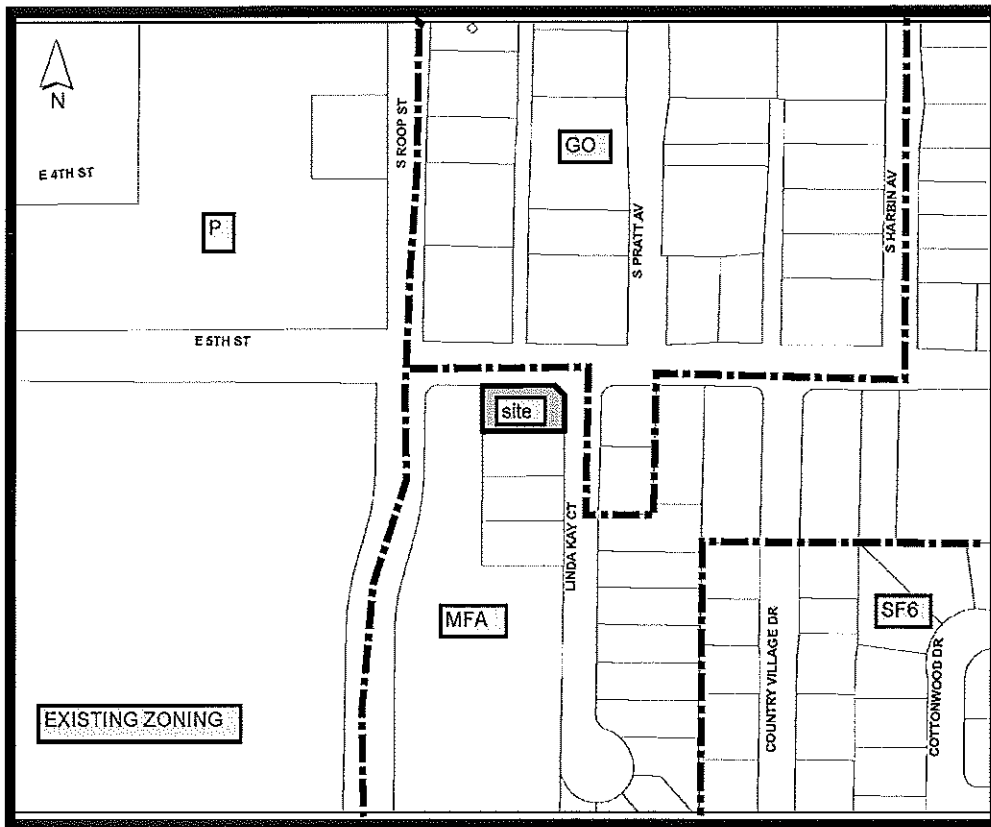 N
E 4TH ST
P
S ROOP ST
GO
S PRATT AV
S HARBIN AV
E 5TH ST
site
LINDA KAY CT
MFA
SF6
COUNTRY VILLAGE DR
COTTONWOOD DR
EXISTING ZONING